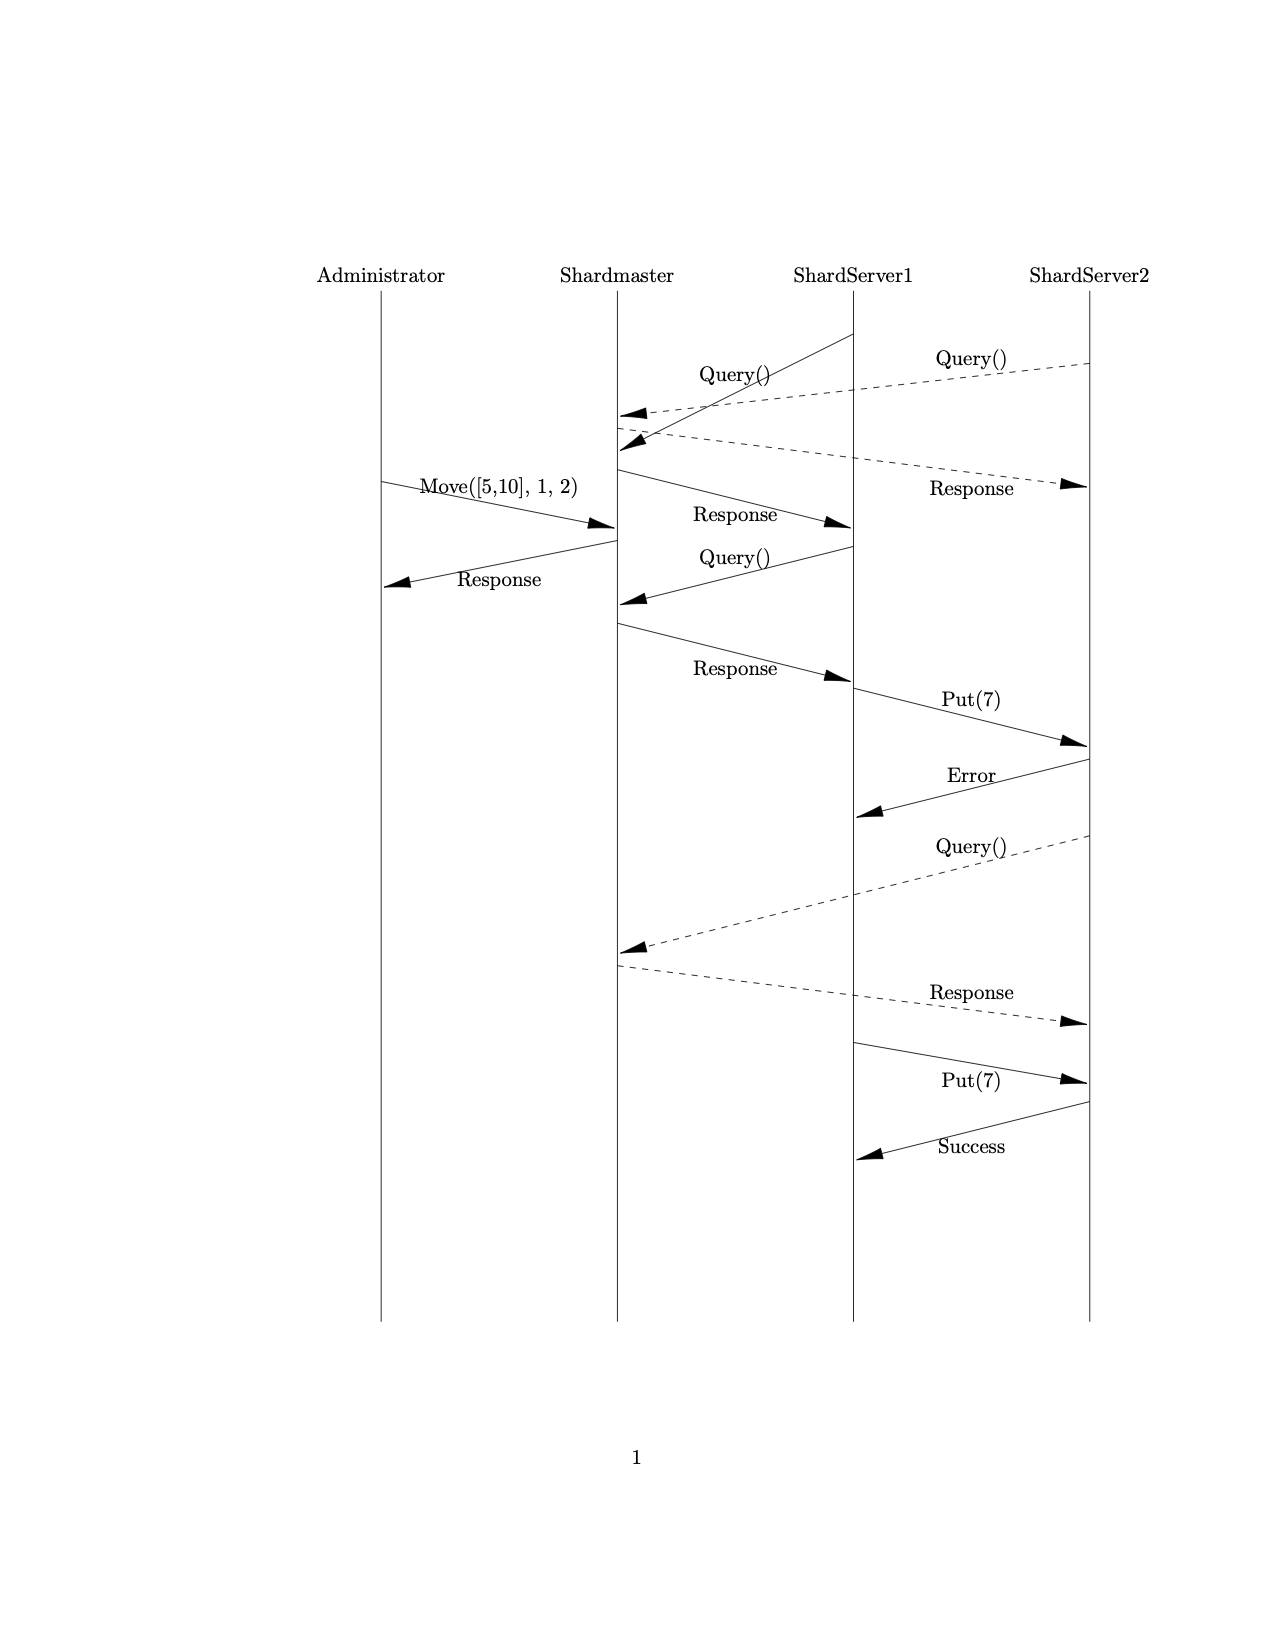 Administrator Shardmaster ShardServer1 ShardServer2
Query()
Query()
Move([5,10], 1, 2)
Response
Response
Query()
Response
Response
Put(7)
Error
Query()
Response
Put(7)
Success
1